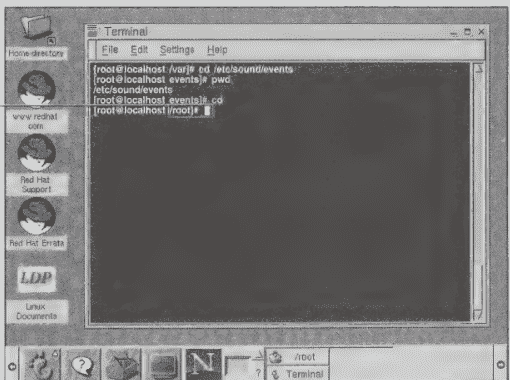 Terminal
File Edit Settings Help
[root@localhost /var]# cd /etc/sound/events
[root@localhost events]# pwd
/etc/sound/events
[root@localhost events]# cd
[root@localhost /root]#
Home directory
www.redhat.com
Red Hat
Support
Red Hat Errata
LDP
Linux
Documents
N
?
/root
Terminal